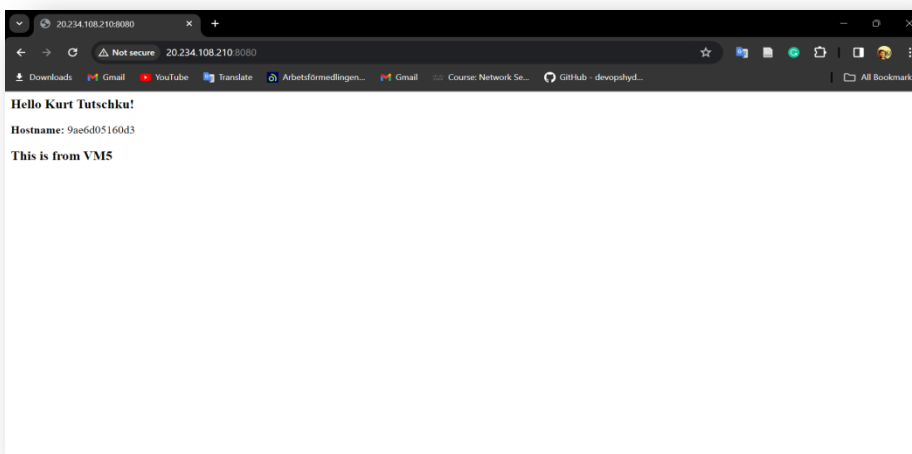 20.234.108.210:8080
Not secure 20.234.108.210:8080
Downloads Gmail YouTube Translate Arbetsförmedlingen... Gmail Course: Network Se... GitHub - devopshyd... All Bookmark
Hello Kurt Tutschku!
Hostname: 9ae6d05160d3
This is from VM5